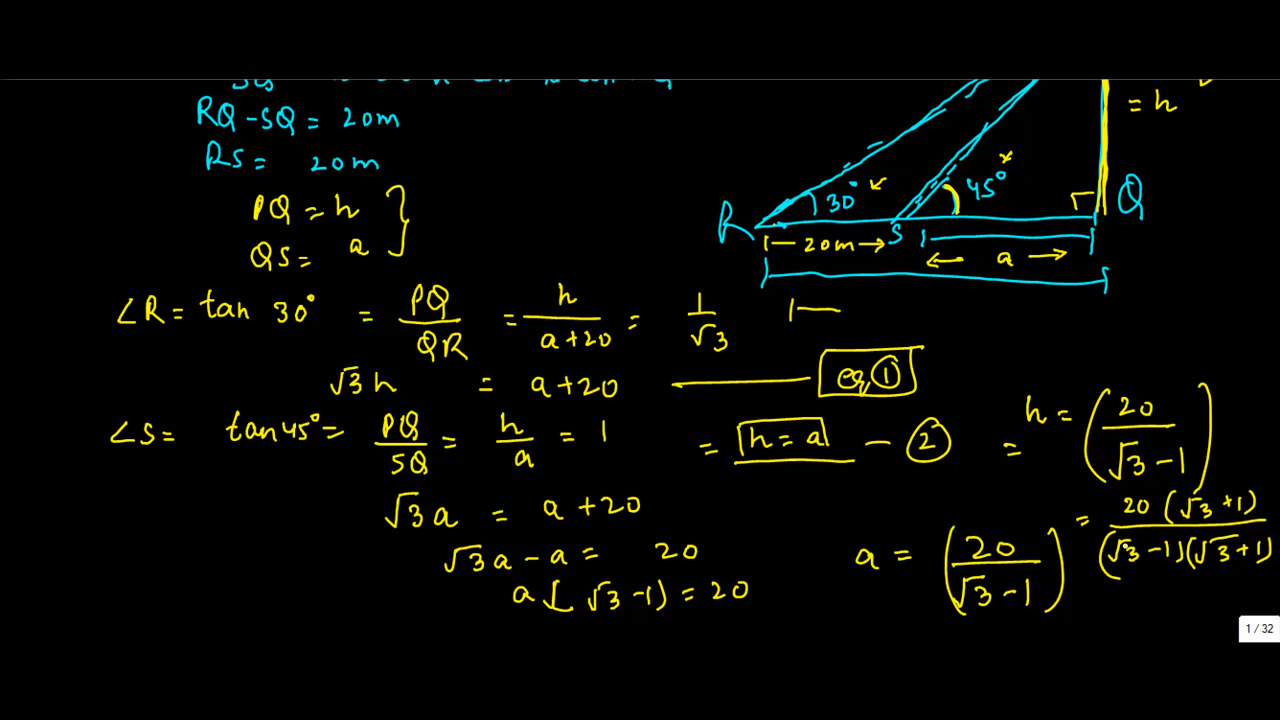 RQ - SQ = 20m
RS = 20m
PQ = h
QS = a
= h
30°
45°
R
S
Q
20m
a
∠R = tan 30° = PQ/QR = h/(a+20) = 1/√3
√3 h = a+20 eq. ①
∠S = tan 45° = PQ/SQ = h/a = 1 = h = a - ②
√3 a = a + 20
√3 a - a = 20
a [ √3 - 1) = 20
a = (20/(√3 - 1))
= h = (20/(√3 - 1))
= 20 (√3 + 1)/(√3 - 1)(√3 + 1)
1 / 32